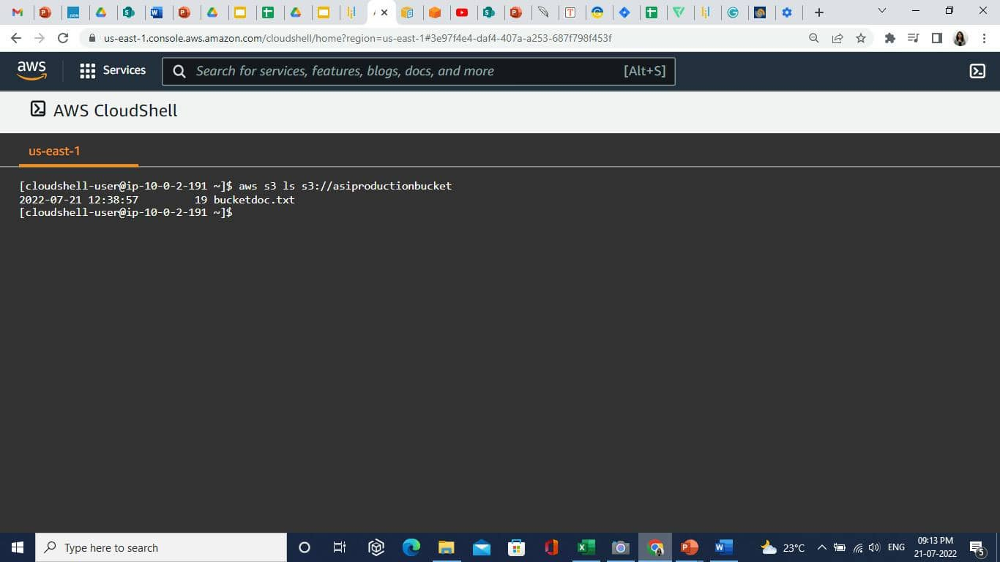 us-east-1.console.aws.amazon.com/cloudshell/home?region=us-east-1#3e97f4e4-daf4-407a-a253-687f798f453f
aws
Services
Search for services, features, blogs, docs, and more
[Alt+S]
AWS CloudShell
us-east-1
[cloudshell-user@ip-10-0-2-191 ~]$ aws s3 ls s3://asiproductionbucket
2022-07-21 12:38:57         19 bucketdoc.txt
[cloudshell-user@ip-10-0-2-191 ~]$
Type here to search
23°C
ENG
09:13 PM
21-07-2022
5